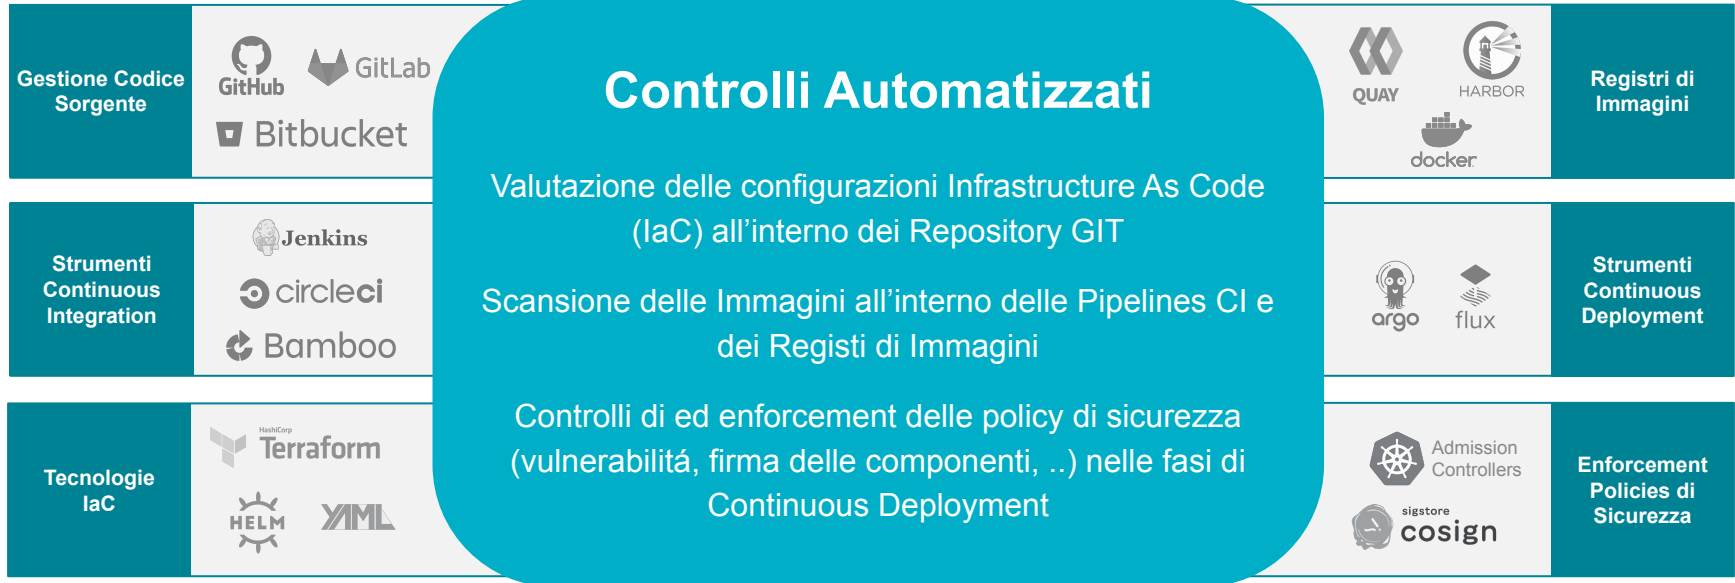 Gestione Codice
Sorgente
GitHub
GitLab
Bitbucket
Strumenti
Continuous
Integration
Jenkins
circleci
Bamboo
Tecnologie
IaC
HashiCorp
Terraform
HELM
YAML
Controlli Automatizzati
Valutazione delle configurazioni Infrastructure As Code
(IaC) all’interno dei Repository GIT
Scansione delle Immagini all’interno delle Pipelines CI e
dei Registi di Immagini
Controlli di ed enforcement delle policy di sicurezza
(vulnerabilitá, firma delle componenti, ..) nelle fasi di
Continuous Deployment
QUAY
HARBOR
docker
Registri di
Immagini
argo
flux
Strumenti
Continuous
Deployment
Admission
Controllers
sigstore
cosign
Enforcement
Policies di
Sicurezza